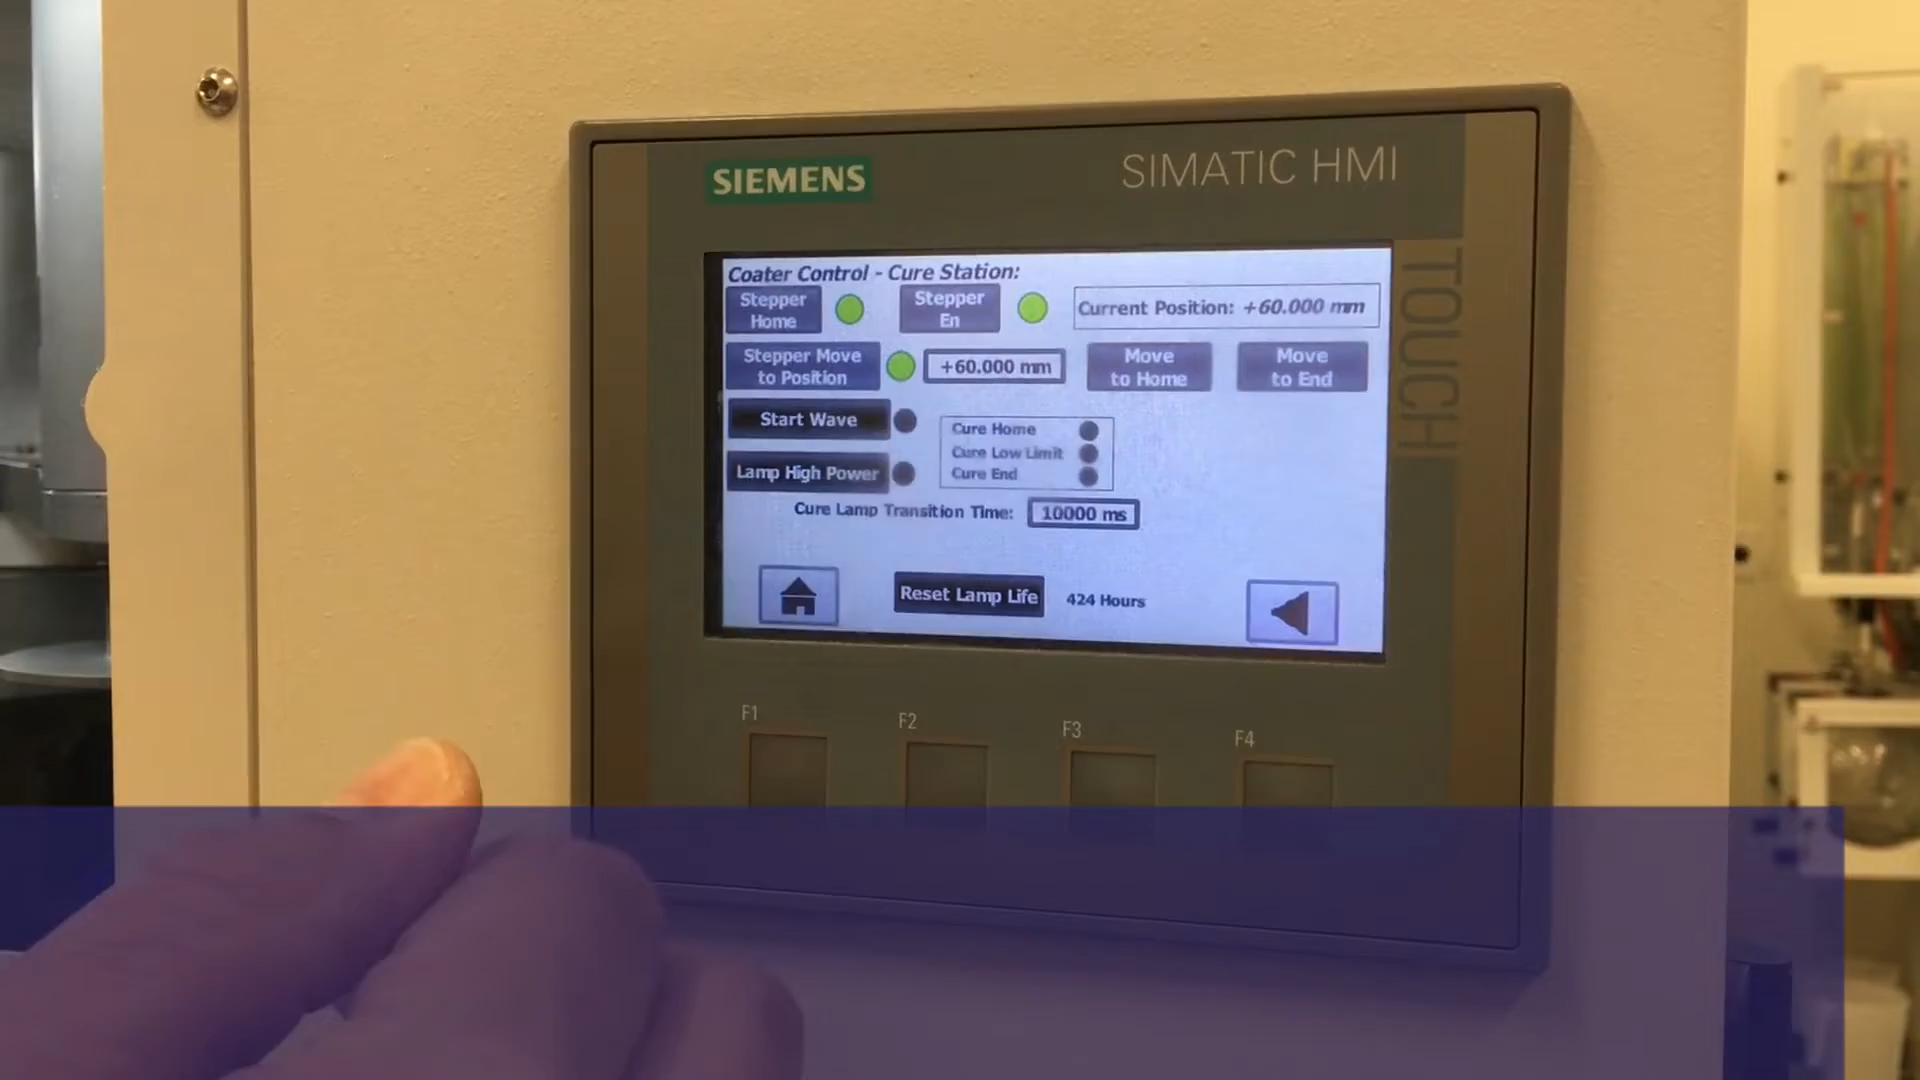 SIEMENS
SIMATIC HMI
TOUCH
Coater Control - Cure Station:
Stepper
Home
Stepper
En
Current Position: +60.000 mm
Stepper Move
to Position
+60.000 mm
Move
to Home
Move
to End
Start Wave
Cure Home
Cure Low Limit
Cure End
Lamp High Power
Cure Lamp Transition Time: 10000 ms
Reset Lamp Life
424 Hours
F1
F2
F3
F4